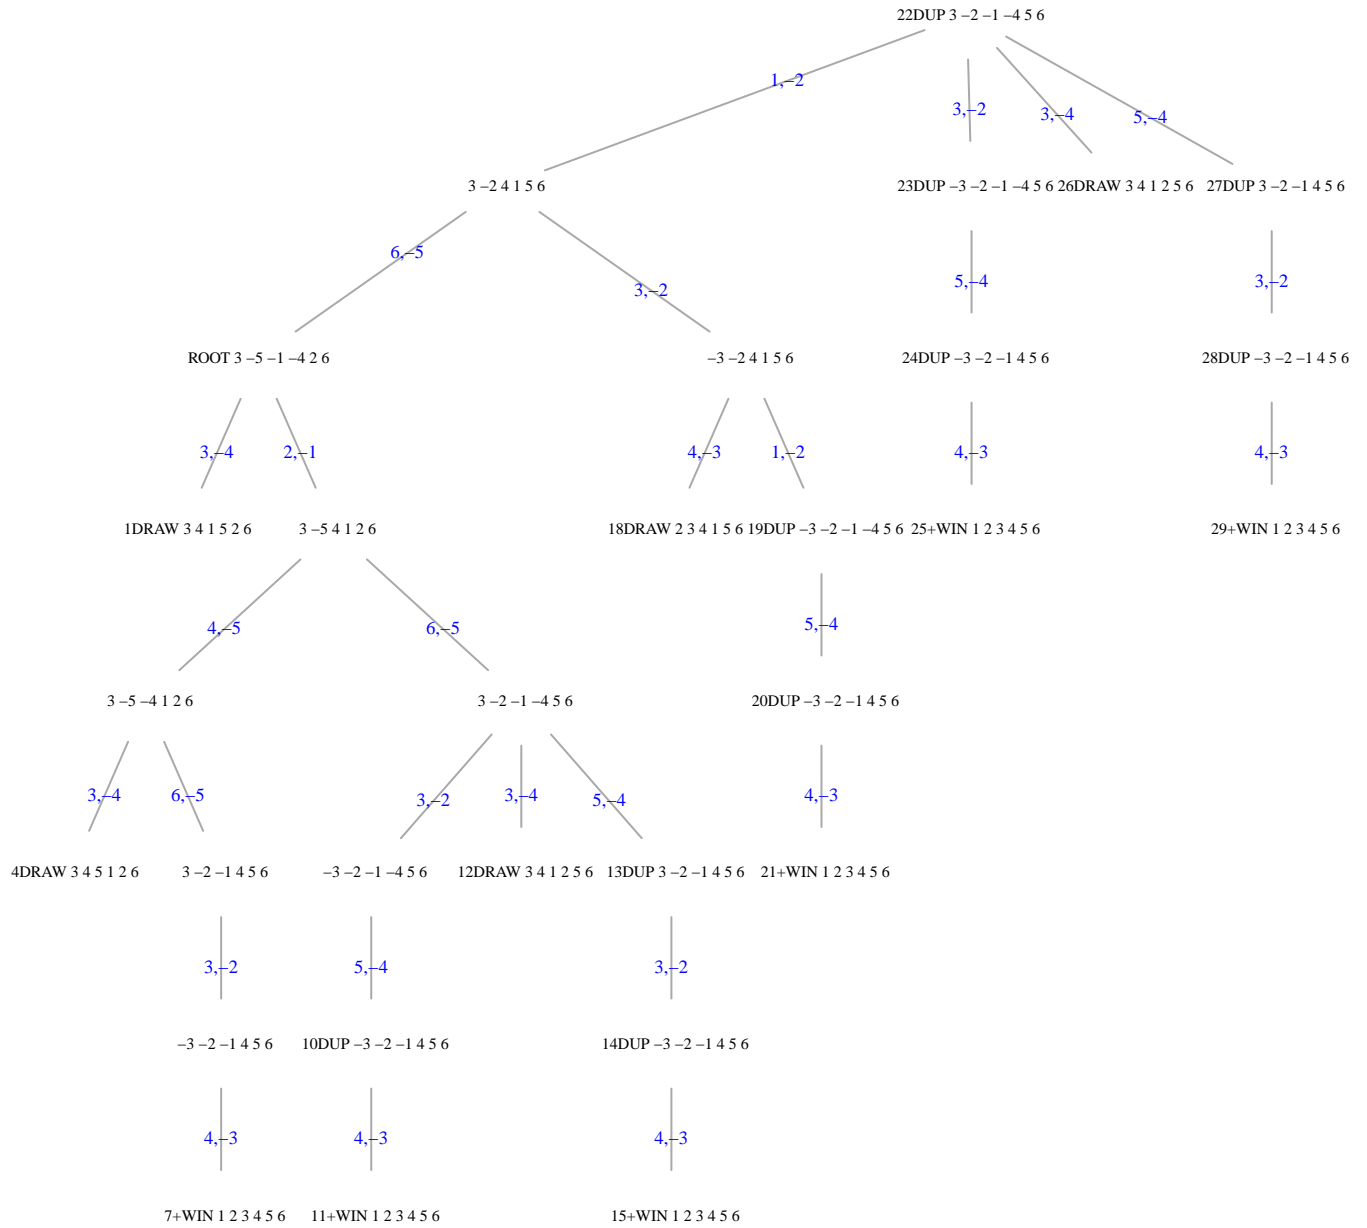 22DUP 3 –2 –1 –4 5 6
1,–2
3,–2
3,–4
5,–4
3 –2 4 1 5 6
23DUP –3 –2 –1 –4 5 6
26DRAW 3 4 1 2 5 6
27DUP 3 –2 –1 4 5 6
6,–5
3,–2
5,–4
3,–2
ROOT 3 –5 –1 –4 2 6
–3 –2 4 1 5 6
24DUP –3 –2 –1 4 5 6
28DUP –3 –2 –1 4 5 6
3,–4
2,–1
4,–3
1,–2
4,–3
4,–3
1DRAW 3 4 1 5 2 6
3 –5 4 1 2 6
18DRAW 2 3 4 1 5 6
19DUP –3 –2 –1 –4 5 6
25+WIN 1 2 3 4 5 6
29+WIN 1 2 3 4 5 6
4,–5
6,–5
5,–4
3 –5 –4 1 2 6
3 –2 –1 –4 5 6
20DUP –3 –2 –1 4 5 6
3,–4
6,–5
3,–2
3,–4
5,–4
4,–3
4DRAW 3 4 5 1 2 6
3 –2 –1 4 5 6
–3 –2 –1 –4 5 6
12DRAW 3 4 1 2 5 6
13DUP 3 –2 –1 4 5 6
21+WIN 1 2 3 4 5 6
3,–2
5,–4
3,–2
–3 –2 –1 4 5 6
10DUP –3 –2 –1 4 5 6
14DUP –3 –2 –1 4 5 6
4,–3
4,–3
4,–3
7+WIN 1 2 3 4 5 6
11+WIN 1 2 3 4 5 6
15+WIN 1 2 3 4 5 6